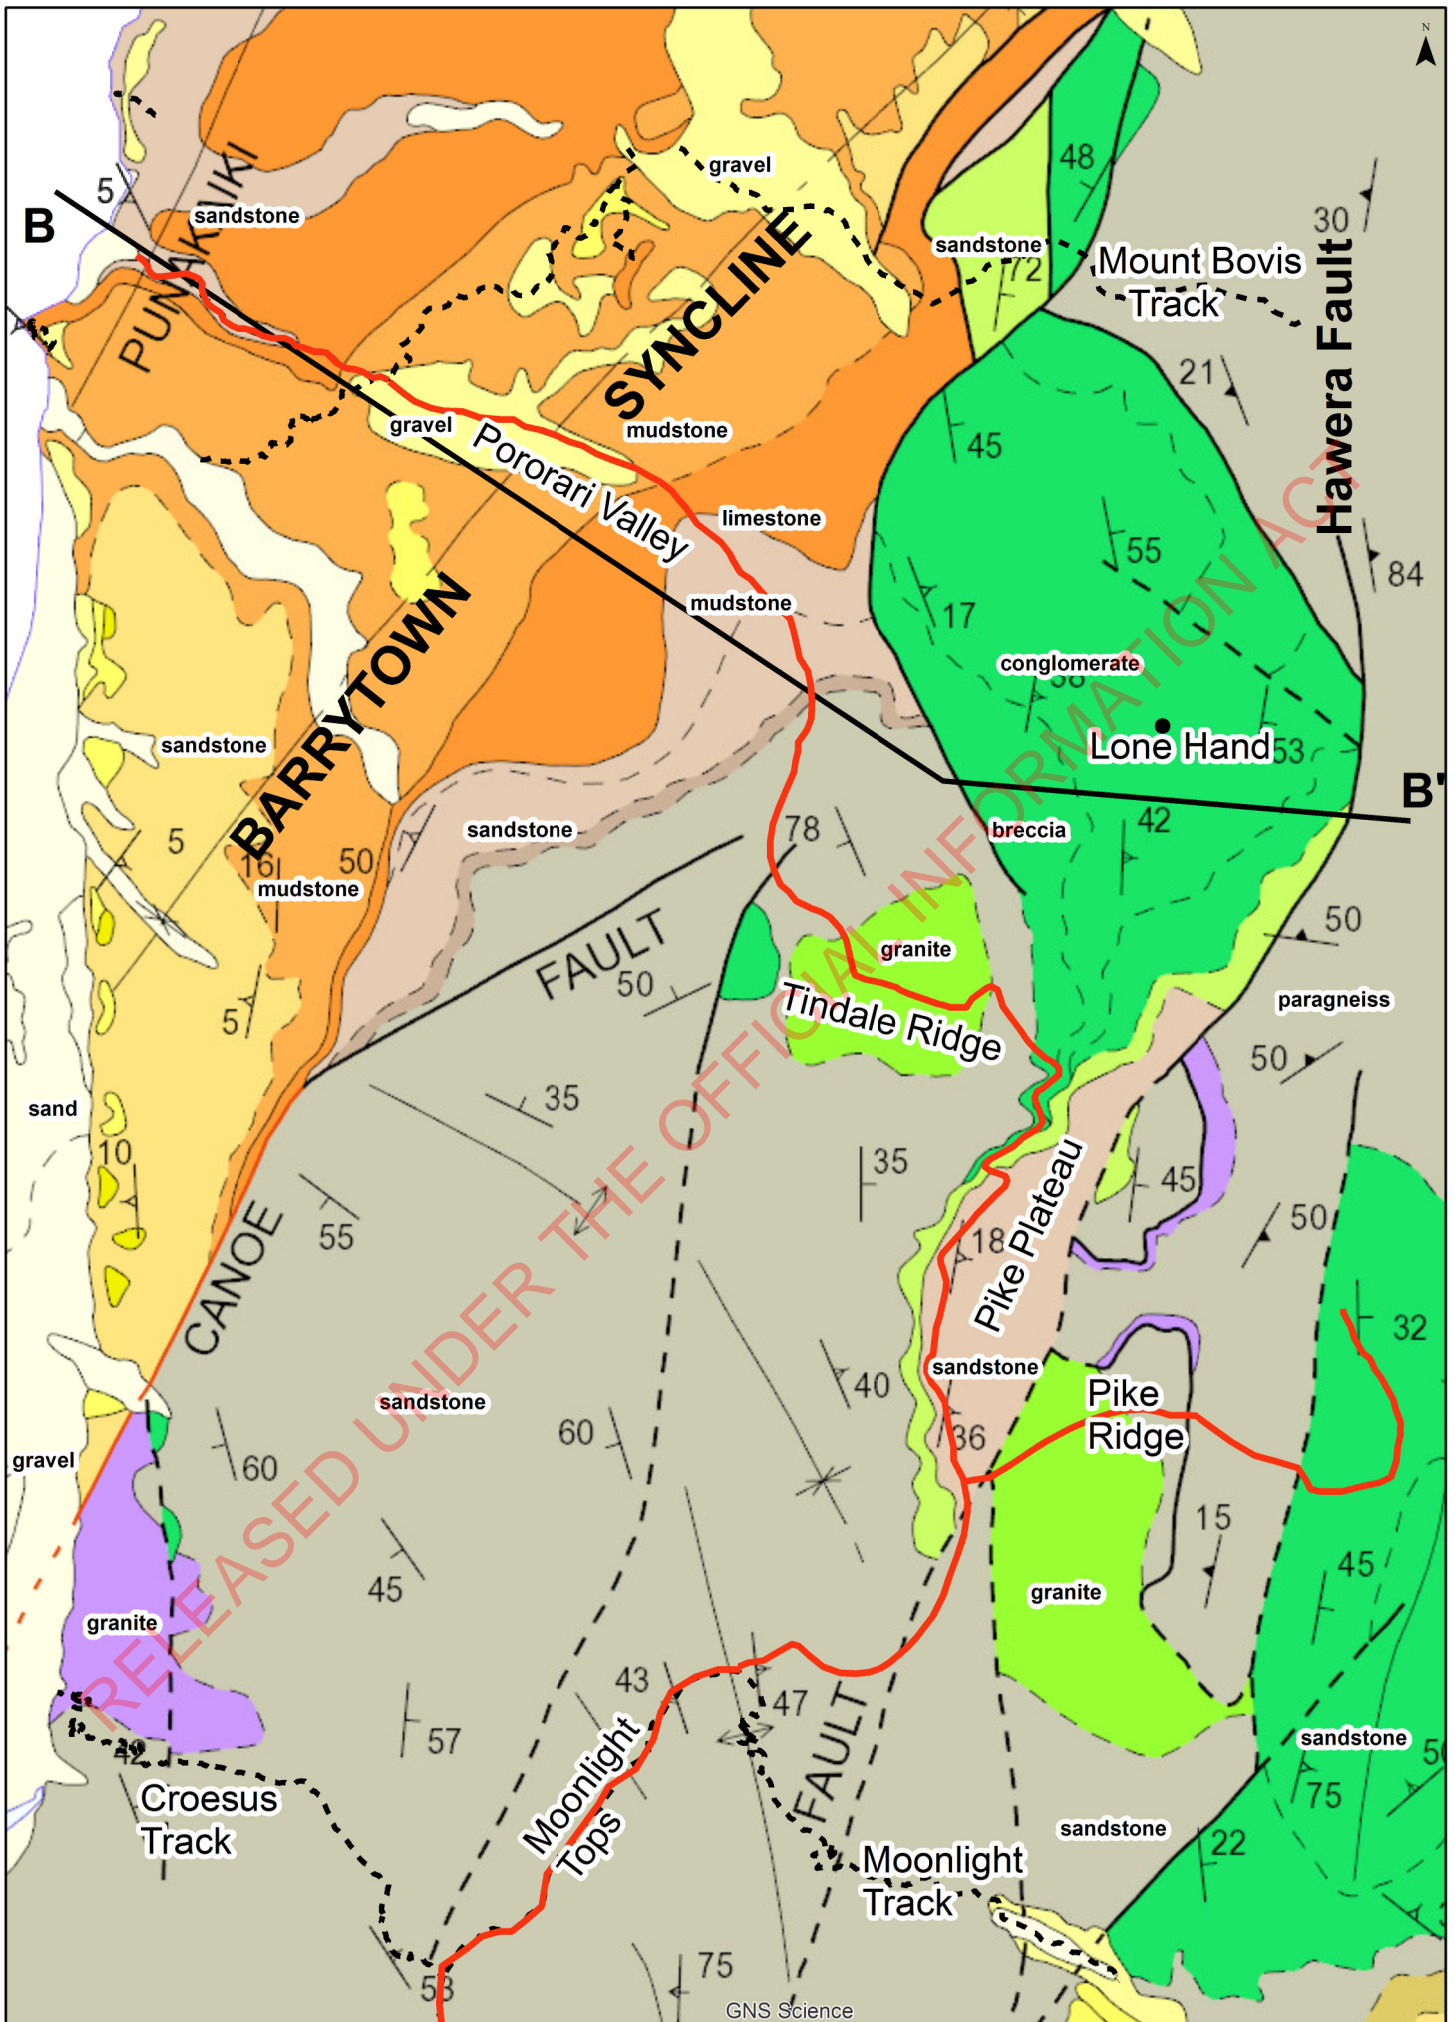 N
gravel
48
5
B
sandstone
PUNAKAIKI
30
sandstone
72
Mount Bovis
Track
Hawera Fault
SYNCLINE
21
gravel
mudstone
Pororari Valley
45
limestone
55
84
mudstone
17
conglomerate
58
Lone Hand
53
sandstone
BARRYTOWN
B'
42
sandstone
breccia
78
5
16
50
mudstone
50
granite
FAULT
50
Tindale Ridge
paragneiss
5
50
35
sand
10
35
45
Pike Plateau
55
50
18
CANOE
32
sandstone
40
sandstone
Pike
Ridge
36
60
60
gravel
15
45
45
granite
granite
43
47
57
42
Moonlight
Tops
FAULT
sandstone
75
5
Croesus
Track
sandstone
22
Moonlight
Track
53
75
GNS Science
RELEASED UNDER THE OFFICIAL INFORMATION ACT